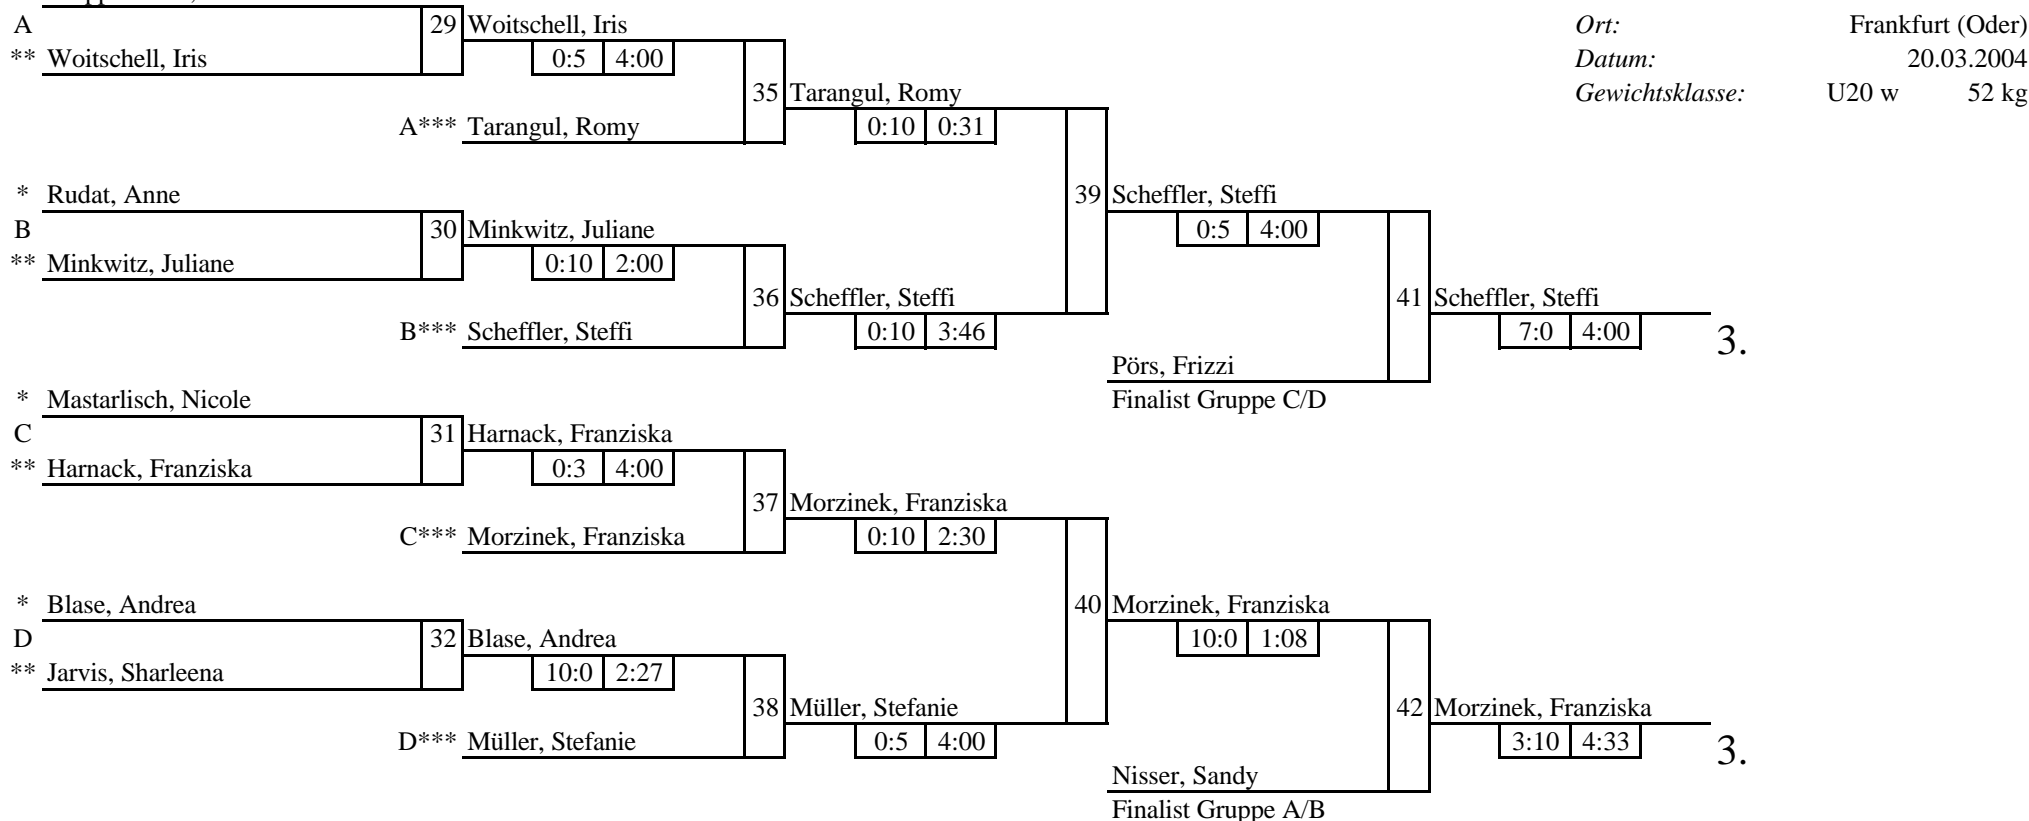 A
29 Woitschell, Iris
Ort: Frankfurt (Oder)
** Woitschell, Iris
0:5 4:00
Datum: 20.03.2004
35 Tarangul, Romy
Gewichtsklasse: U20 w 52 kg
A*** Tarangul, Romy
0:10 0:31
* Rudat, Anne
39 Scheffler, Steffi
B
30 Minkwitz, Juliane
0:5 4:00
** Minkwitz, Juliane
0:10 2:00
36 Scheffler, Steffi
41 Scheffler, Steffi
B*** Scheffler, Steffi
0:10 3:46
7:0 4:00
3.
Pörs, Frizzi
* Mastarlisch, Nicole
Finalist Gruppe C/D
C
31 Harnack, Franziska
** Harnack, Franziska
0:3 4:00
37 Morzinek, Franziska
C*** Morzinek, Franziska
0:10 2:30
* Blase, Andrea
40 Morzinek, Franziska
D
32 Blase, Andrea
10:0 1:08
** Jarvis, Sharleena
10:0 2:27
38 Müller, Stefanie
42 Morzinek, Franziska
D*** Müller, Stefanie
0:5 4:00
3:10 4:33
3.
Nisser, Sandy
Finalist Gruppe A/B